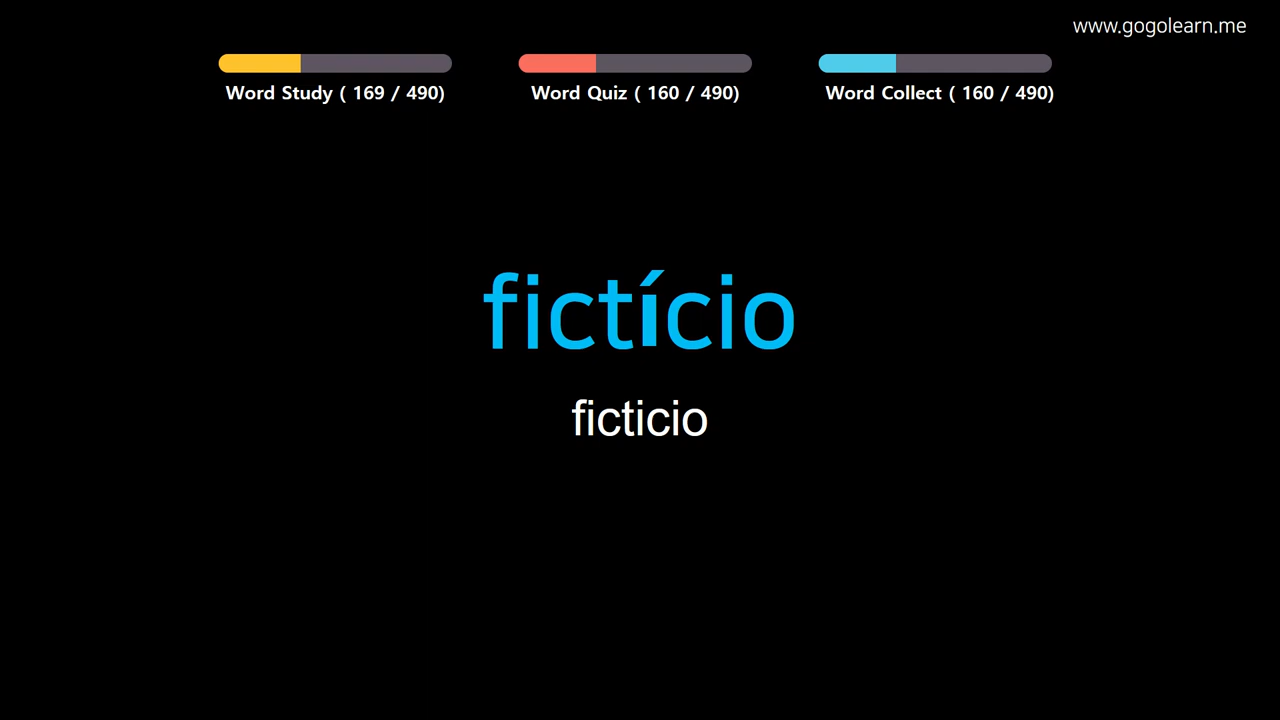 www.gogolearn.me
Word Study ( 169 / 490)
Word Quiz ( 160 / 490)
Word Collect ( 160 / 490)
fictício
ficticio